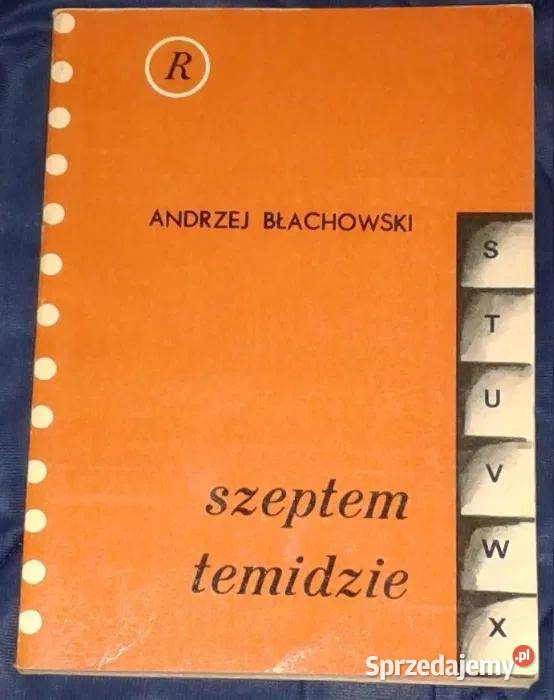 R
ANDRZEJ BŁACHOWSKI
S
T
U
V
W
X
szeptem
temidzie
Sprzedajemy.pl